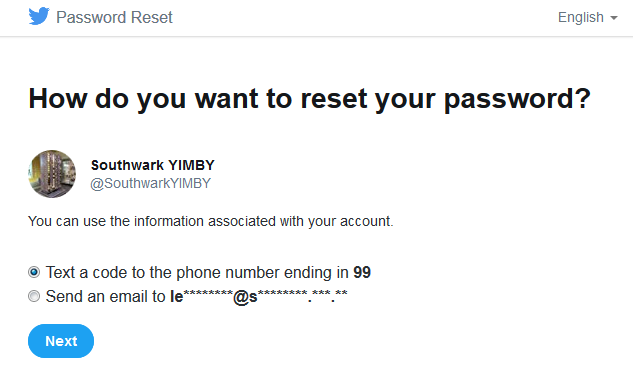 Password Reset
English
How do you want to reset your password?
Southwark YIMBY
@SouthwarkYIMBY
You can use the information associated with your account.
Text a code to the phone number ending in 99
Send an email to le********@s********.***.**
Next